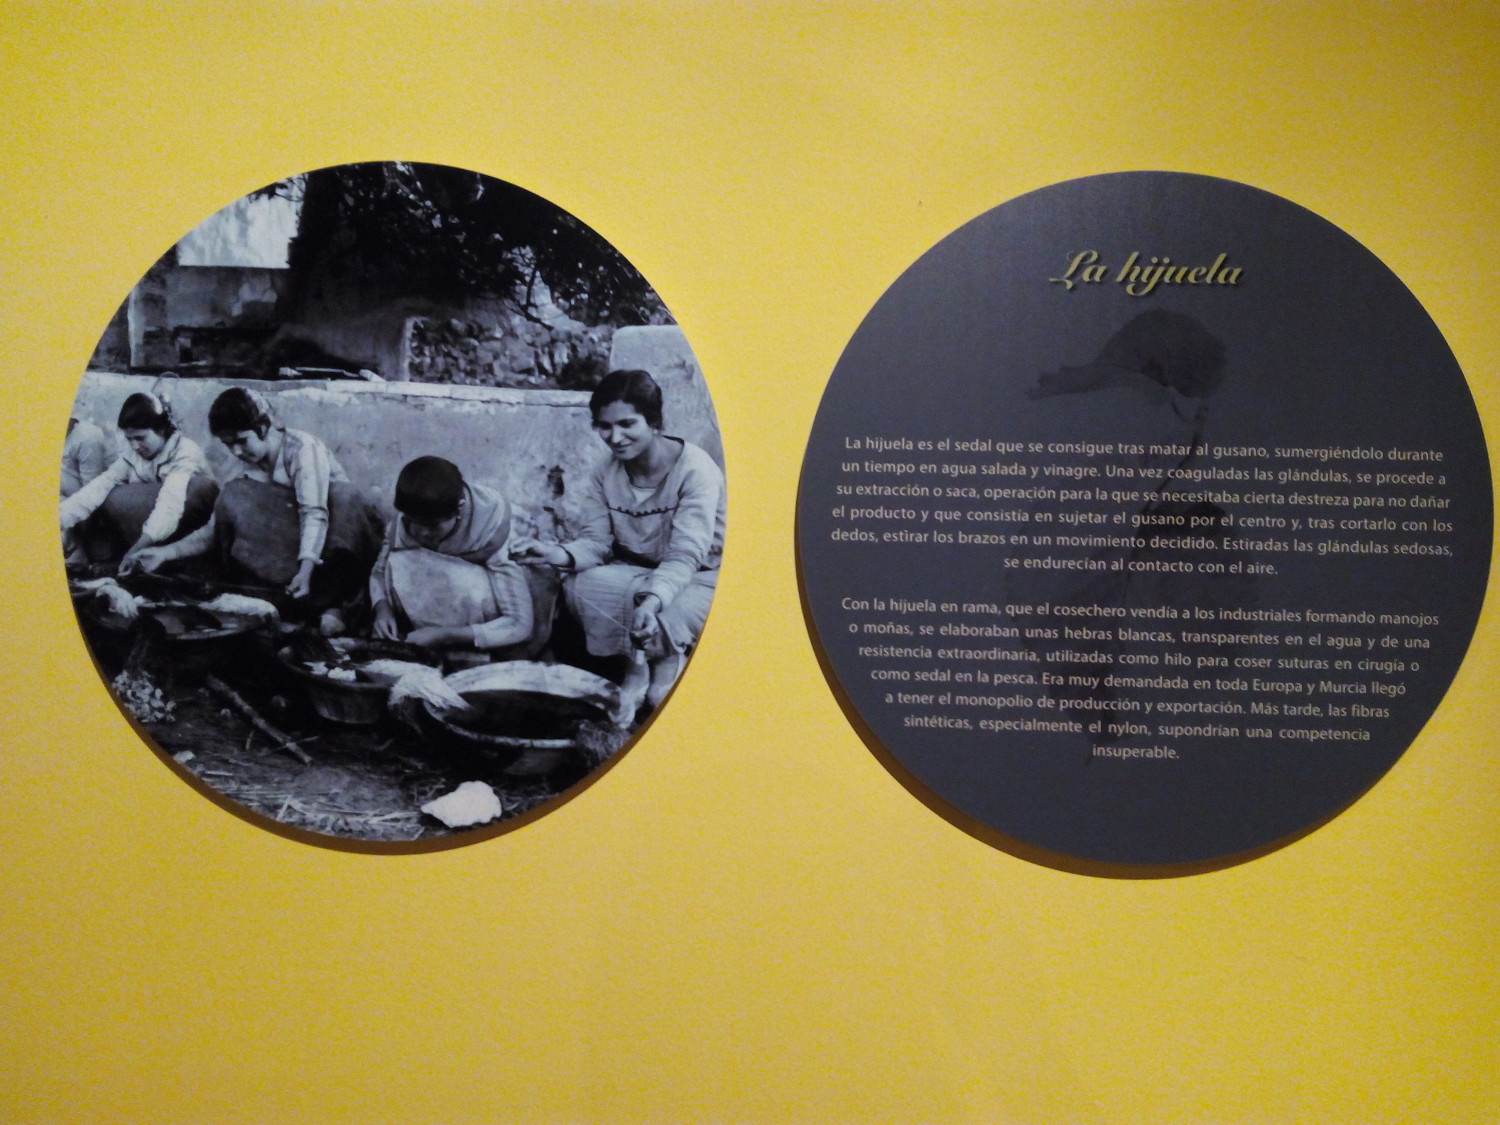 La hijuela
La hijuela es el sedal que se consigue tras matar al gusano, sumergiéndolo durante
un tiempo en agua salada y vinagre. Una vez coaguladas las glándulas, se procede a
su extracción o saca, operación para la que se necesitaba cierta destreza para no dañar
el producto y que consistía en sujetar el gusano por el centro y, tras cortarlo con los
dedos, estirar los brazos en un movimiento decidido. Estiradas las glándulas sedosas,
se endurecían al contacto con el aire.
Con la hijuela en rama, que el cosechero vendía a los industriales formando manojos
o moñas, se elaboraban unas hebras blancas, transparentes en el agua y de una
resistencia extraordinaria, utilizadas como hilo para coser suturas en cirugía o
como sedal en la pesca. Era muy demandada en toda Europa y Murcia llegó
a tener el monopolio de producción y exportación. Más tarde, las fibras
sintéticas, especialmente el nylon, supondrían una competencia
insuperable.